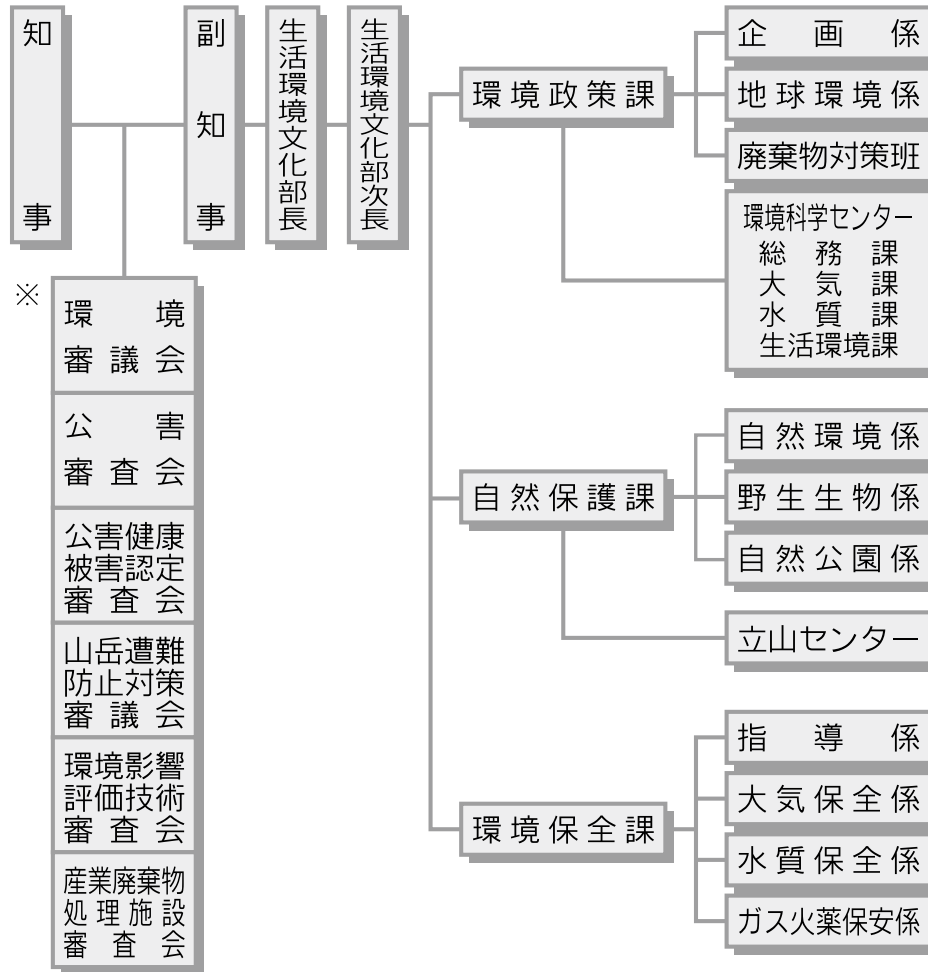 知事
副知事
生活環境文化部長
生活環境文化部次長
※
環境
審議会
公害
審査会
公害健康
被害認定
審査会
山岳遭難
防止対策
審議会
環境影響
評価技術
審査会
産業廃棄物
処理施設
審査会
環境政策課
企画係
地球環境係
廃棄物対策班
環境科学センター
総務課
大気課
水質課
生活環境課
自然保護課
自然環境係
野生生物係
自然公園係
立山センター
環境保全課
指導係
大気保全係
水質保全係
ガス火薬保安係